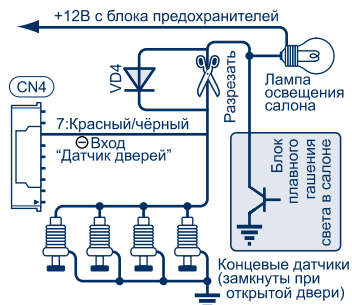 +12В с блока предохранителей
CN4
VD4
Разрезать
Лампа
освещения
салона
7:Красный/чёрный
Вход
"Датчик дверей"
Блок
плавного
гашения
света в салоне
Концевые датчики
(замкнуты при
открытой двери)